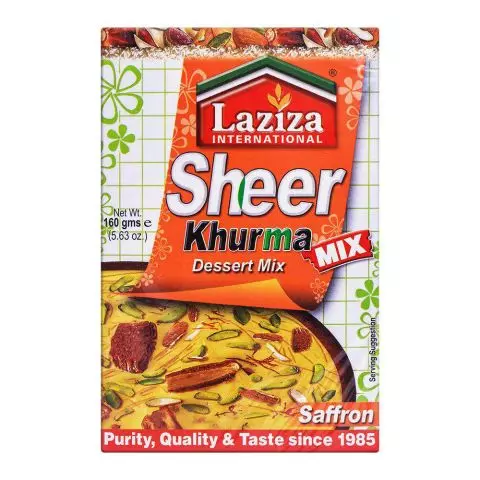 Laziza
®
INTERNATIONAL
Sheer
Khurma
MIX
Dessert Mix
Net Wt.
160 gms e
(5.63 oz.)
Serving Suggestion
Saffron
Purity, Quality & Taste since 1985